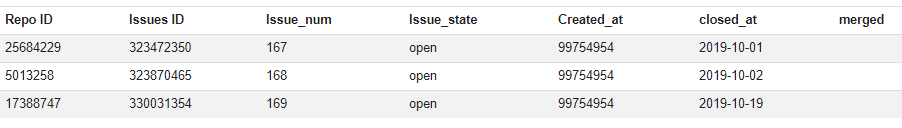 Repo ID Issues ID Issue_num Issue_state Created_at closed_at merged
25684229 323472350 167 open 99754954 2019-10-01
5013258 323870465 168 open 99754954 2019-10-02
17388747 330031354 169 open 99754954 2019-10-19